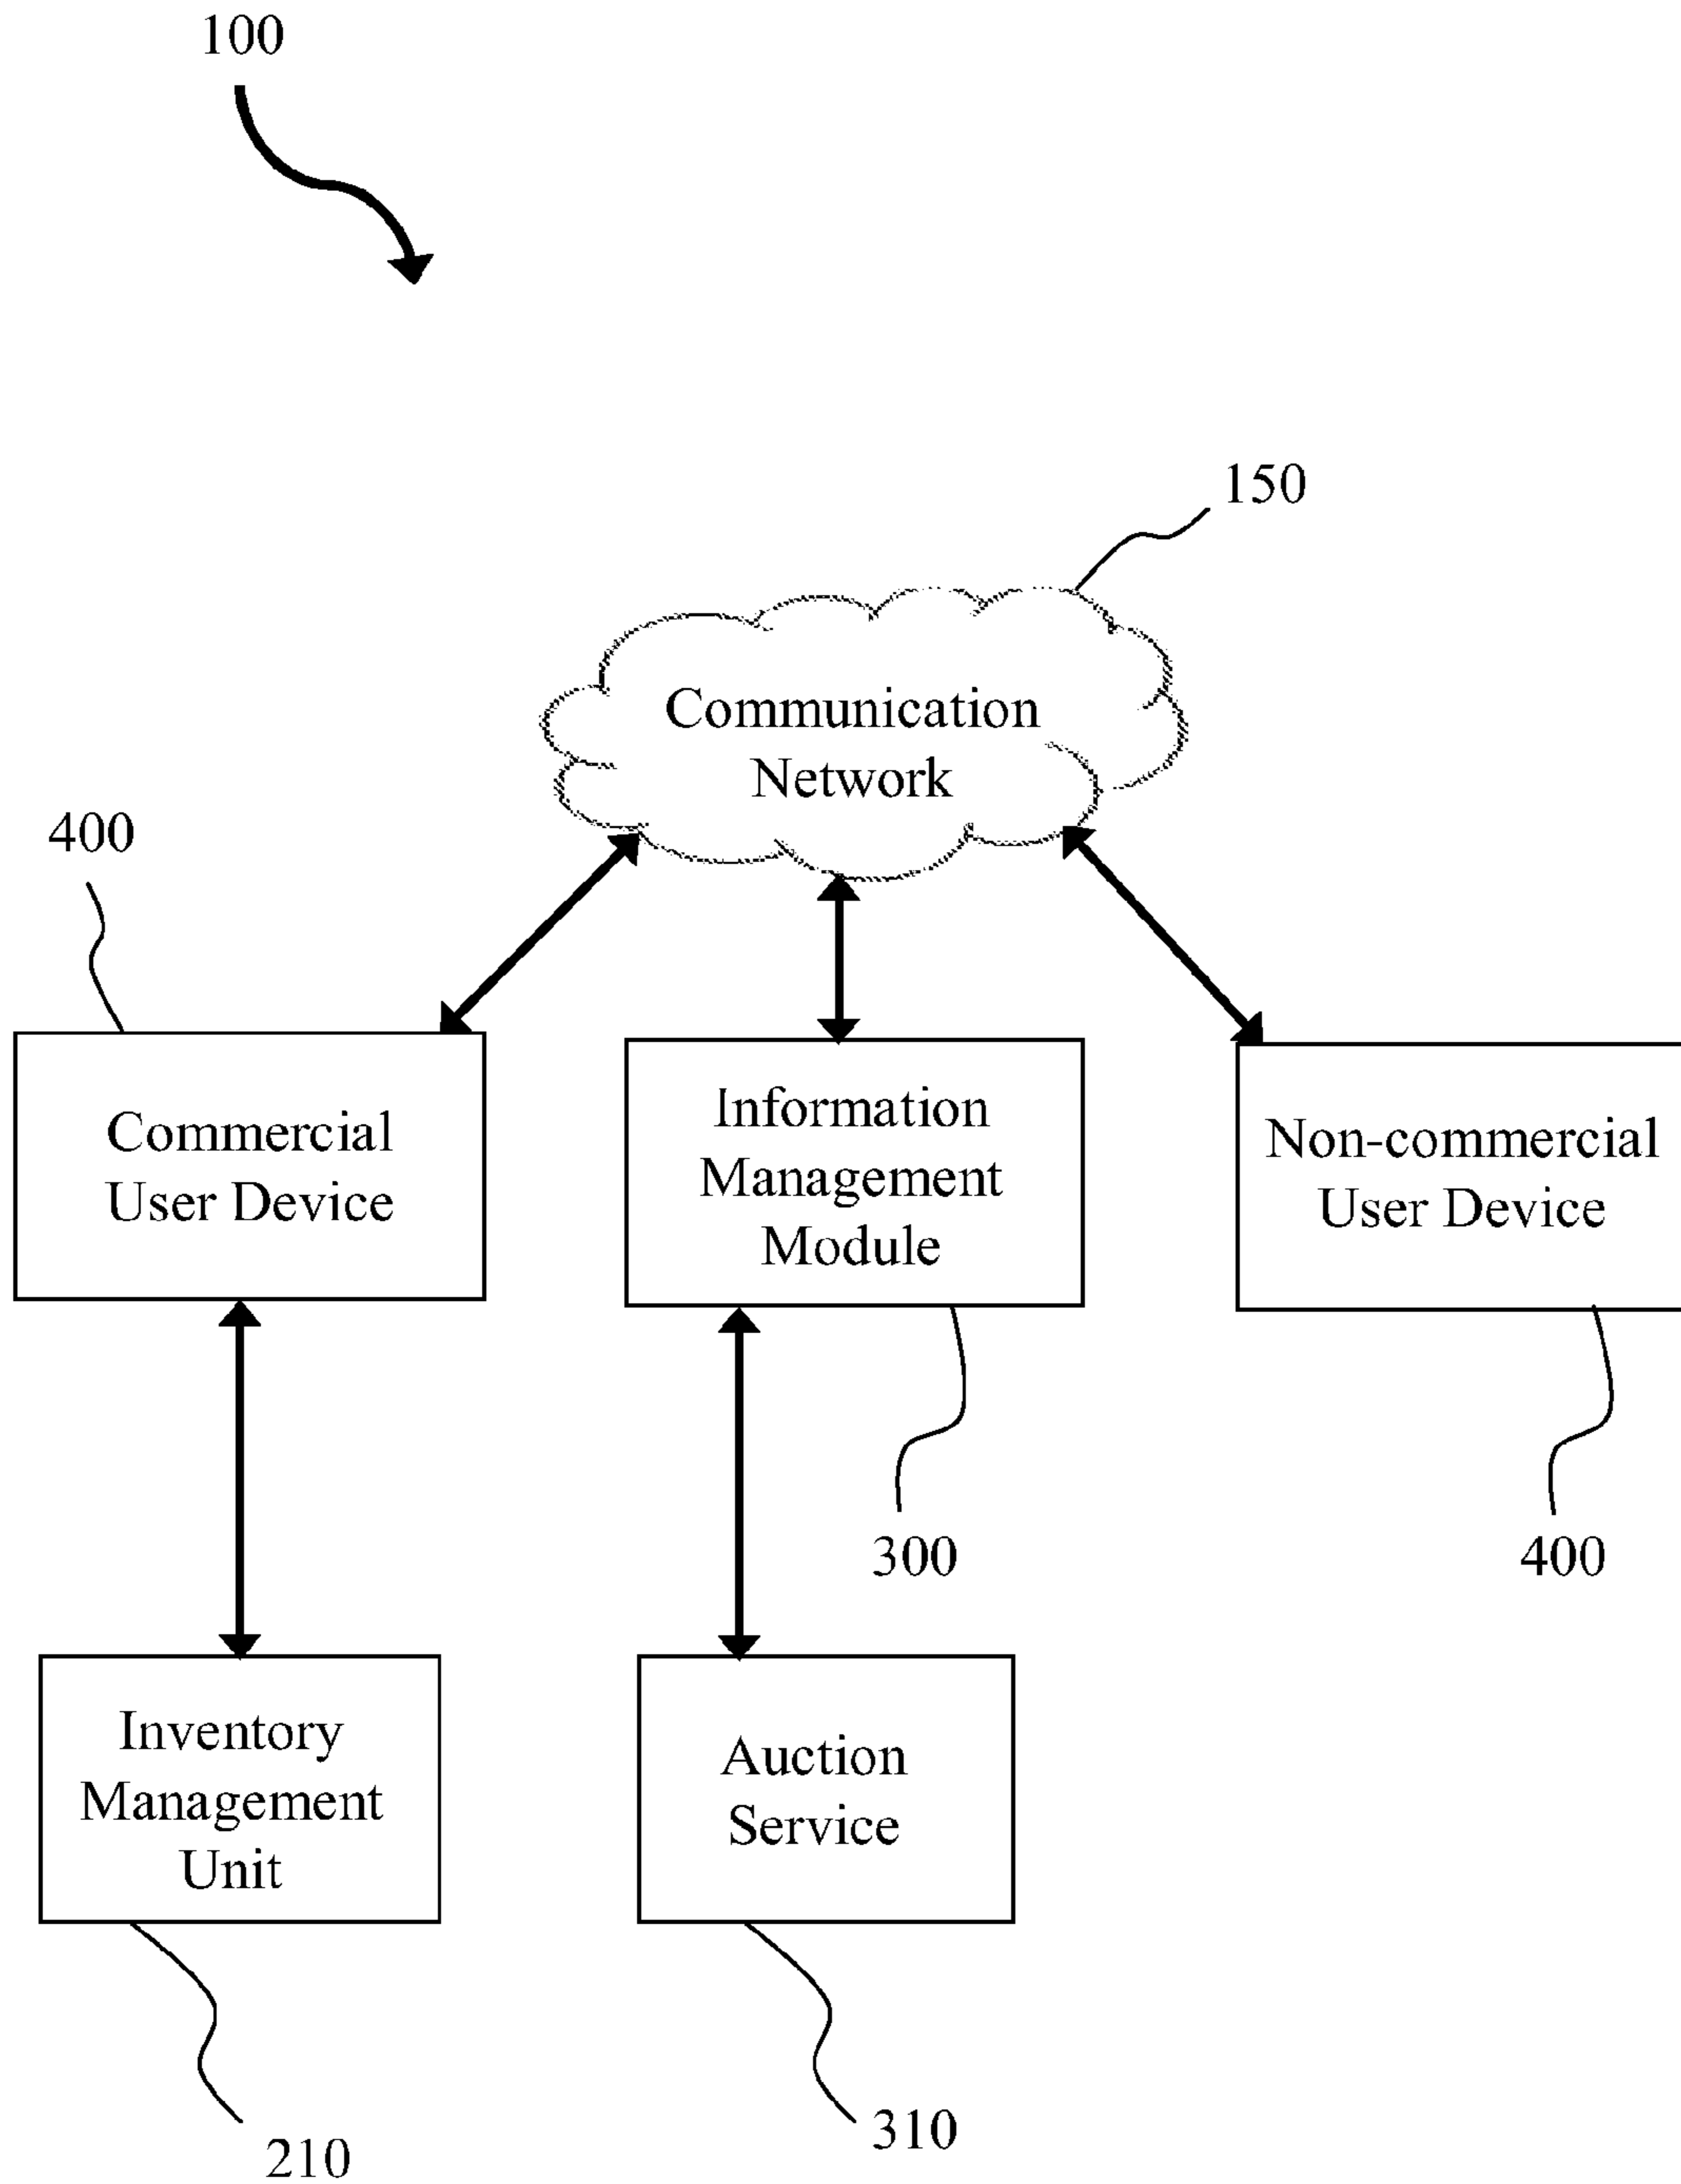 100
150
Communication
Network
400
Commercial
User Device
Information
Management
Module
Non-commercial
User Device
300
400
Inventory
Management
Unit
Auction
Service
210
310